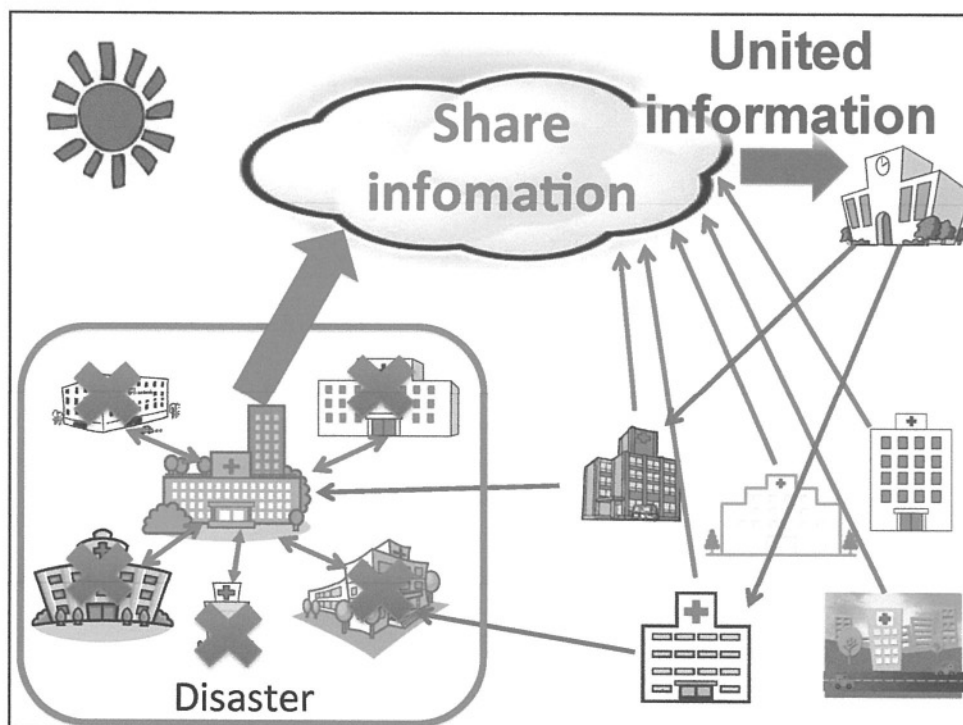 United
information
Share
infomation
Disaster